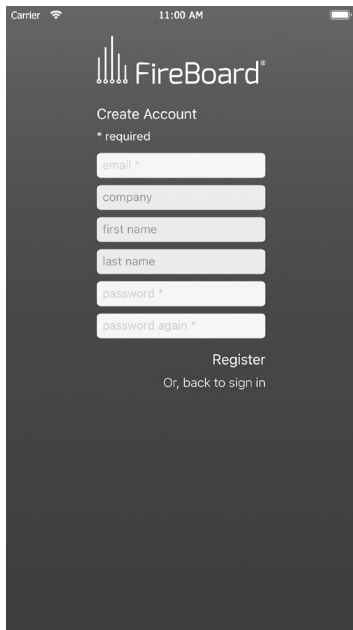 Carrier 11:00 AM
FireBoard®
Create Account
* required
email *
company
first name
last name
password *
password again *
Register
Or, back to sign in